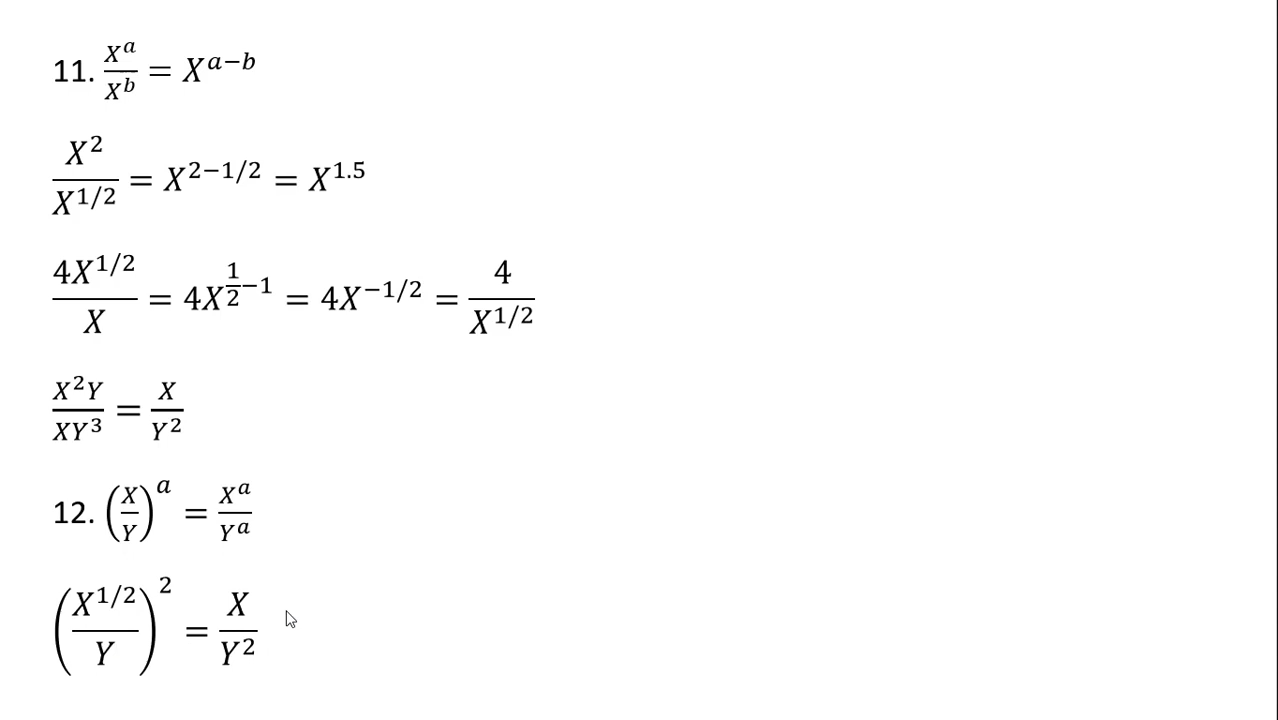 11. X^a/X^b = X^(a−b)
X^2/X^(1/2) = X^(2−1/2) = X^1.5
4X^(1/2)/X = 4X^(1/2−1) = 4X^(−1/2) = 4/X^(1/2)
X^2Y/XY^3 = X/Y^2
12. (X/Y)^a = X^a/Y^a
(X^(1/2)/Y)^2 = X/Y^2